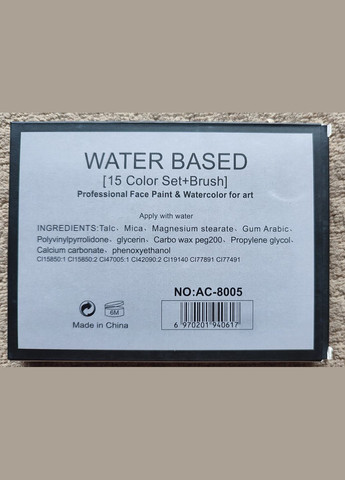 WATER BASED
[15 Color Set+Brush]
Professional Face Paint & Watercolor for art
Apply with water
INGREDIENTS:Talc、Mica、Magnesium stearate、Gum Arabic、
Polyvinylpyrrolidone、glycerin、Carbo wax peg200、Propylene glycol、
Calcium carbonate、phenoxyethanol
CI15850:1 CI15850:2 CI47005:1 CI42090:2 CI19140 CI77891 CI77491
NO:AC-8005
6M
Made in China
6 970201 940617